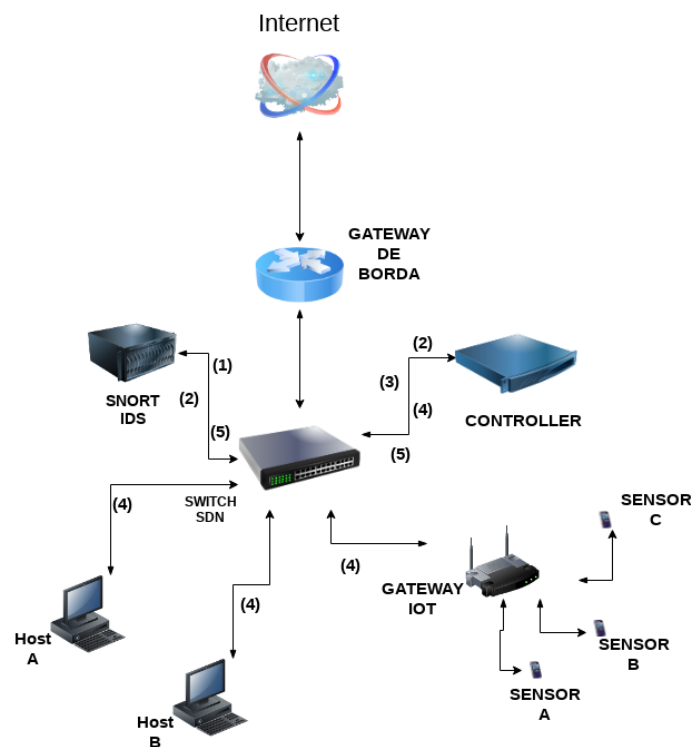 Internet
GATEWAY
DE
BORDA
(1)
(2)
(5)
SNORT
IDS
(2)
(3)
(4)
(5)
CONTROLLER
SWITCH
SDN
(4)
(4)
(4)
Host
A
Host
B
GATEWAY
IOT
SENSOR
C
SENSOR
B
SENSOR
A